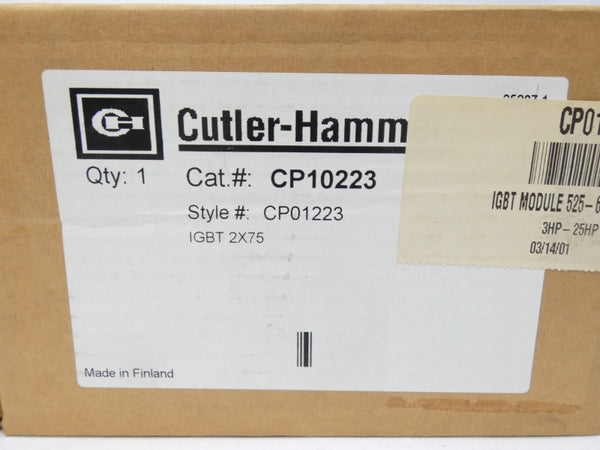 Cutler-Hamm
Qty: 1 Cat.#: CP10223
Style #: CP01223
IGBT 2X75
Made in Finland
CP01
IGBT MODULE 525-6
3HP-25HP
03/14/01